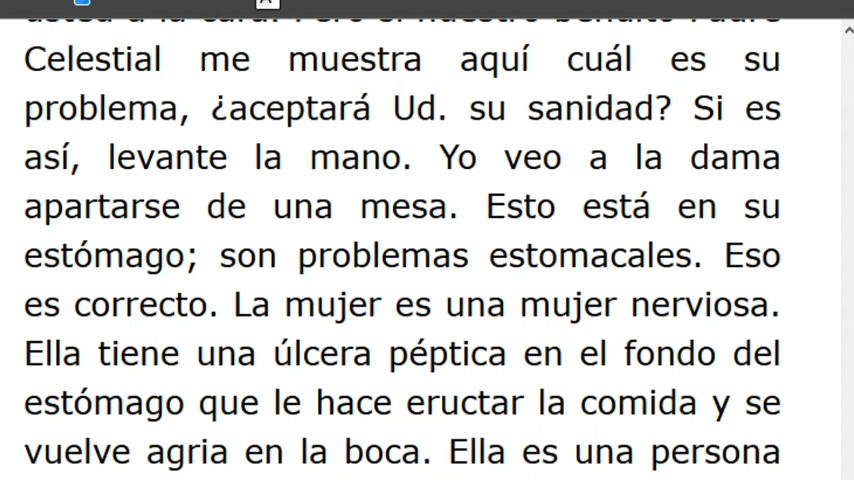 Celestial me muestra aquí cuál es su
problema, ¿aceptará Ud. su sanidad? Si es
así, levante la mano. Yo veo a la dama
apartarse de una mesa. Esto está en su
estómago; son problemas estomacales. Eso
es correcto. La mujer es una mujer nerviosa.
Ella tiene una úlcera péptica en el fondo del
estómago que le hace eructar la comida y se
vuelve agria en la boca. Ella es una persona